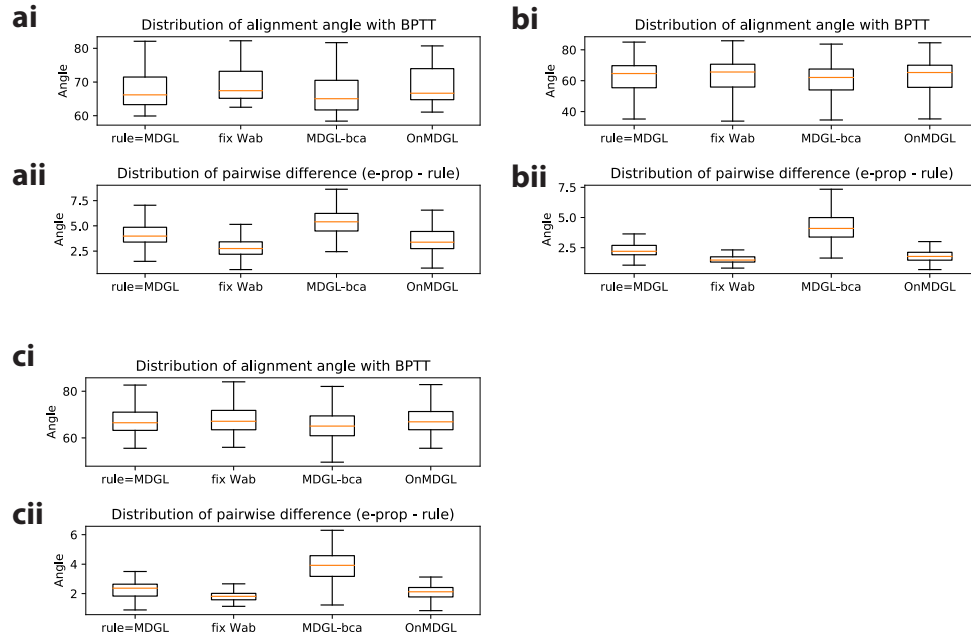 ai
Distribution of alignment angle with BPTT
Angle
80
70
60
rule=MDGL fix Wab MDGL-bca OnMDGL
aii
Distribution of pairwise difference (e-prop - rule)
Angle
7.5
5.0
2.5
rule=MDGL fix Wab MDGL-bca OnMDGL
bi
Distribution of alignment angle with BPTT
Angle
80
60
40
rule=MDGL fix Wab MDGL-bca OnMDGL
bii
Distribution of pairwise difference (e-prop - rule)
Angle
7.5
5.0
2.5
rule=MDGL fix Wab MDGL-bca OnMDGL
ci
Distribution of alignment angle with BPTT
Angle
80
60
rule=MDGL fix Wab MDGL-bca OnMDGL
cii
Distribution of pairwise difference (e-prop - rule)
Angle
6
4
2
rule=MDGL fix Wab MDGL-bca OnMDGL